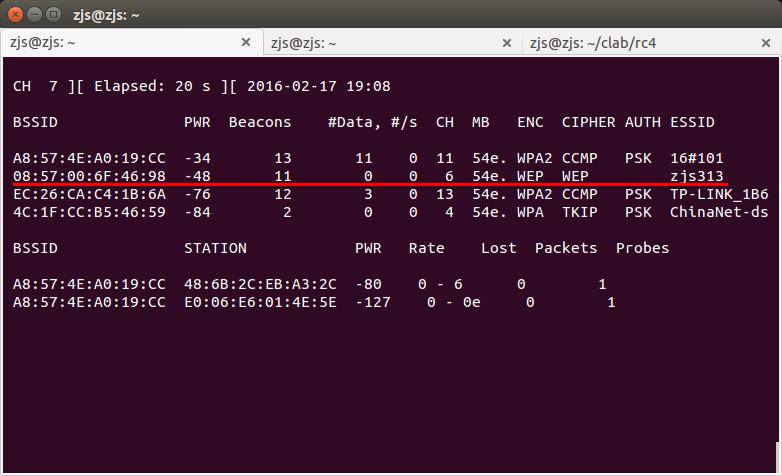 zjs@zjs: ~
zjs@zjs: ~ zjs@zjs: ~ zjs@zjs: ~/clab/rc4
CH 7 ][ Elapsed: 20 s ][ 2016-02-17 19:08
BSSID PWR Beacons #Data, #/s CH MB ENC CIPHER AUTH ESSID
A8:57:4E:A0:19:CC -34 13 11 0 11 54e. WPA2 CCMP PSK 16#101
08:57:00:6F:46:98 -48 11 0 0 6 54e. WEP WEP zjs313
EC:26:CA:C4:1B:6A -76 12 3 0 13 54e. WPA2 CCMP PSK TP-LINK_1B6
4C:1F:CC:B5:46:59 -84 2 0 0 4 54e. WPA TKIP PSK ChinaNet-ds
BSSID STATION PWR Rate Lost Packets Probes
A8:57:4E:A0:19:CC 48:6B:2C:EB:A3:2C -80 0 - 6 0 1
A8:57:4E:A0:19:CC E0:06:E6:01:4E:5E -127 0 - 0e 0 1